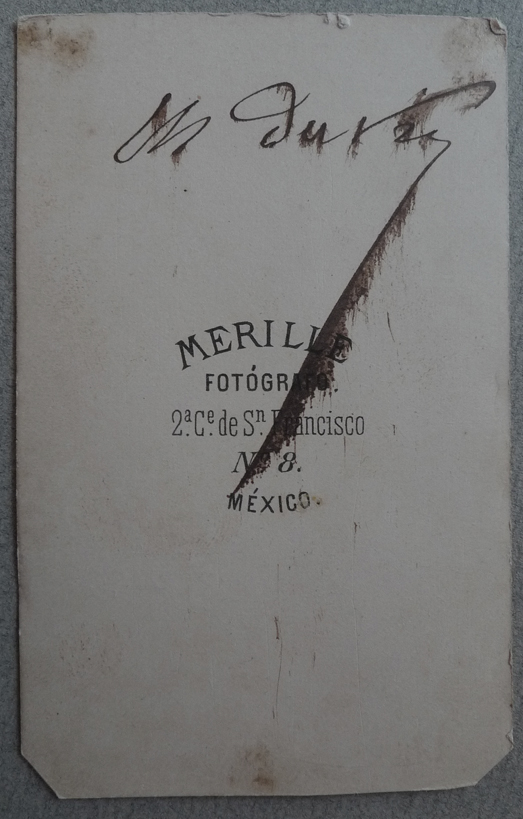 MERILLE
FOTÓGRAFO.
2ª Cᵉ. de Sⁿ Francisco
Nº 8.
MÉXICO.